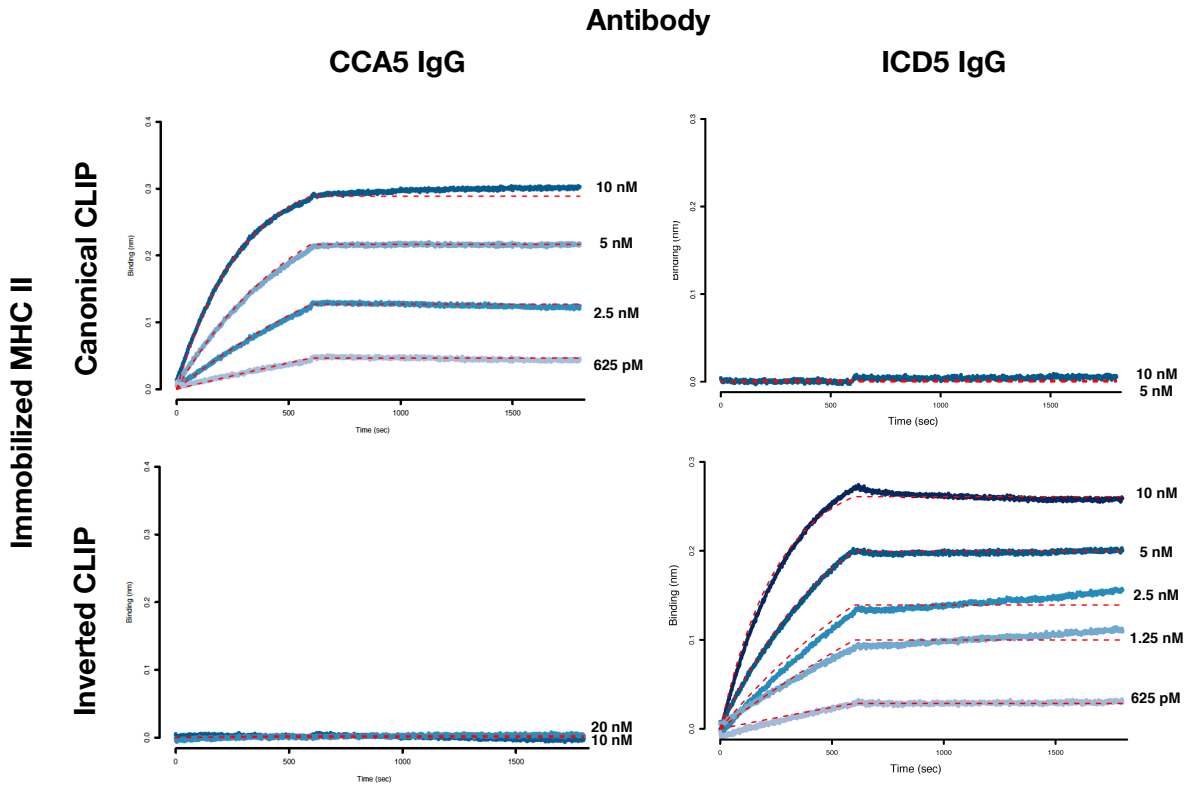 Antibody
CCA5 IgG
ICD5 IgG
Immobilized MHC II
Canonical CLIP
Inverted CLIP
Binding (nm)
0.0
0.1
0.2
0.3
0.4
10 nM
5 nM
2.5 nM
625 pM
0
500
1000
1500
Time (sec)
Binding (nm)
0.0
0.1
0.2
0.3
10 nM
5 nM
0
500
1000
1500
Time (sec)
Binding (nm)
0.0
0.1
0.2
0.3
0.4
20 nM
10 nM
0
500
1000
1500
Time (sec)
Binding (nm)
0.0
0.1
0.2
0.3
10 nM
5 nM
2.5 nM
1.25 nM
625 pM
0
500
1000
1500
Time (sec)